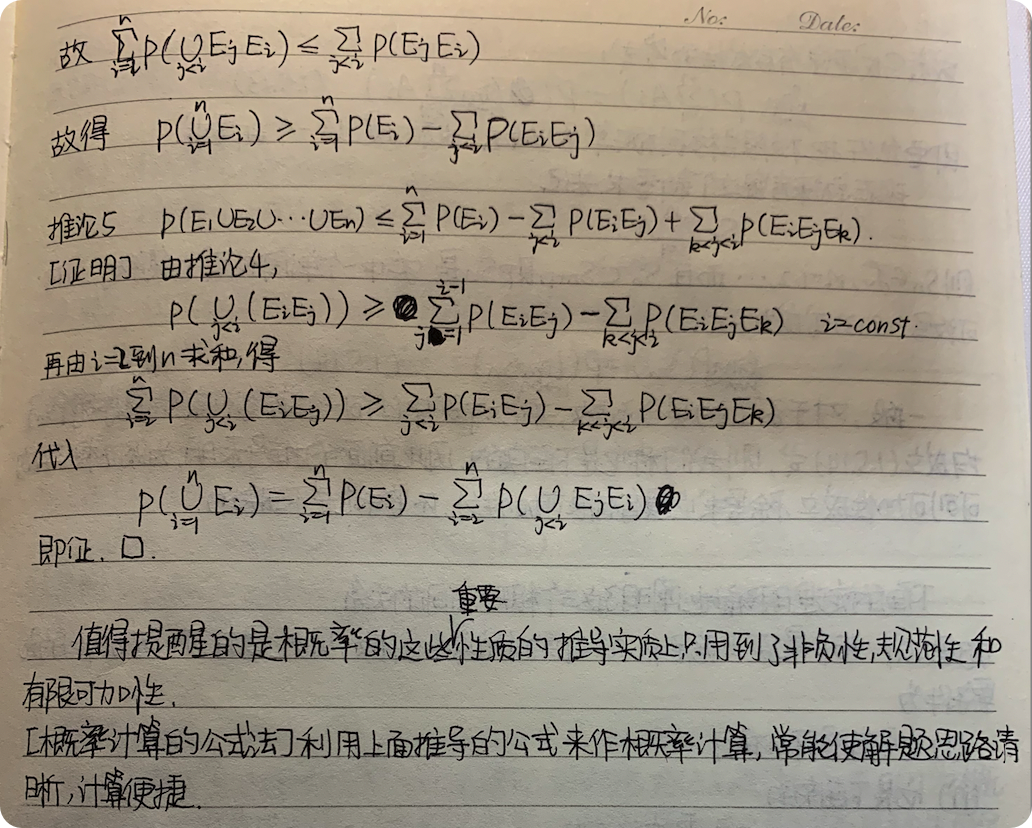 No: Date:
故 $\sum_{i=2}^{n} P(\bigcup_{j<i} E_j E_i) \leq \sum_{j<i} P(E_j E_i)$
故得 $P(\bigcup_{i=1}^{n} E_i) \geq \sum_{i=1}^{n} P(E_i) - \sum_{j<i} P(E_i E_j)$
推论5 $P(E_1 \cup E_2 \cup \cdots \cup E_n) \leq \sum_{i=1}^{n} P(E_i) - \sum_{j<i} P(E_i E_j) + \sum_{k<j<i} P(E_i E_j E_k).$
[证明] 由推论4,
$P(\bigcup_{j<i} (E_i E_j)) \geq \sum_{j=1}^{i-1} P(E_i E_j) - \sum_{k<j<i} P(E_i E_j E_k)$ i=const.
再由i=2到n求和,得
$\sum_{i=2}^{n} P(\bigcup_{j<i} (E_i E_j)) \geq \sum_{j<i} P(E_i E_j) - \sum_{k<j<i} P(E_i E_j E_k)$
代入
$P(\bigcup_{i=1}^{n} E_i) = \sum_{i=1}^{n} P(E_i) - \sum_{i=2}^{n} P(\bigcup_{j<i} E_j E_i)$
即证. □.
值得提醒的是概率的这些重要性质的推导实质上只用到了非负性,规范性和
有限可加性.
[概率计算的公式法]利用上面推导的公式来作概率计算,常能使解题思路清
晰,计算便捷.